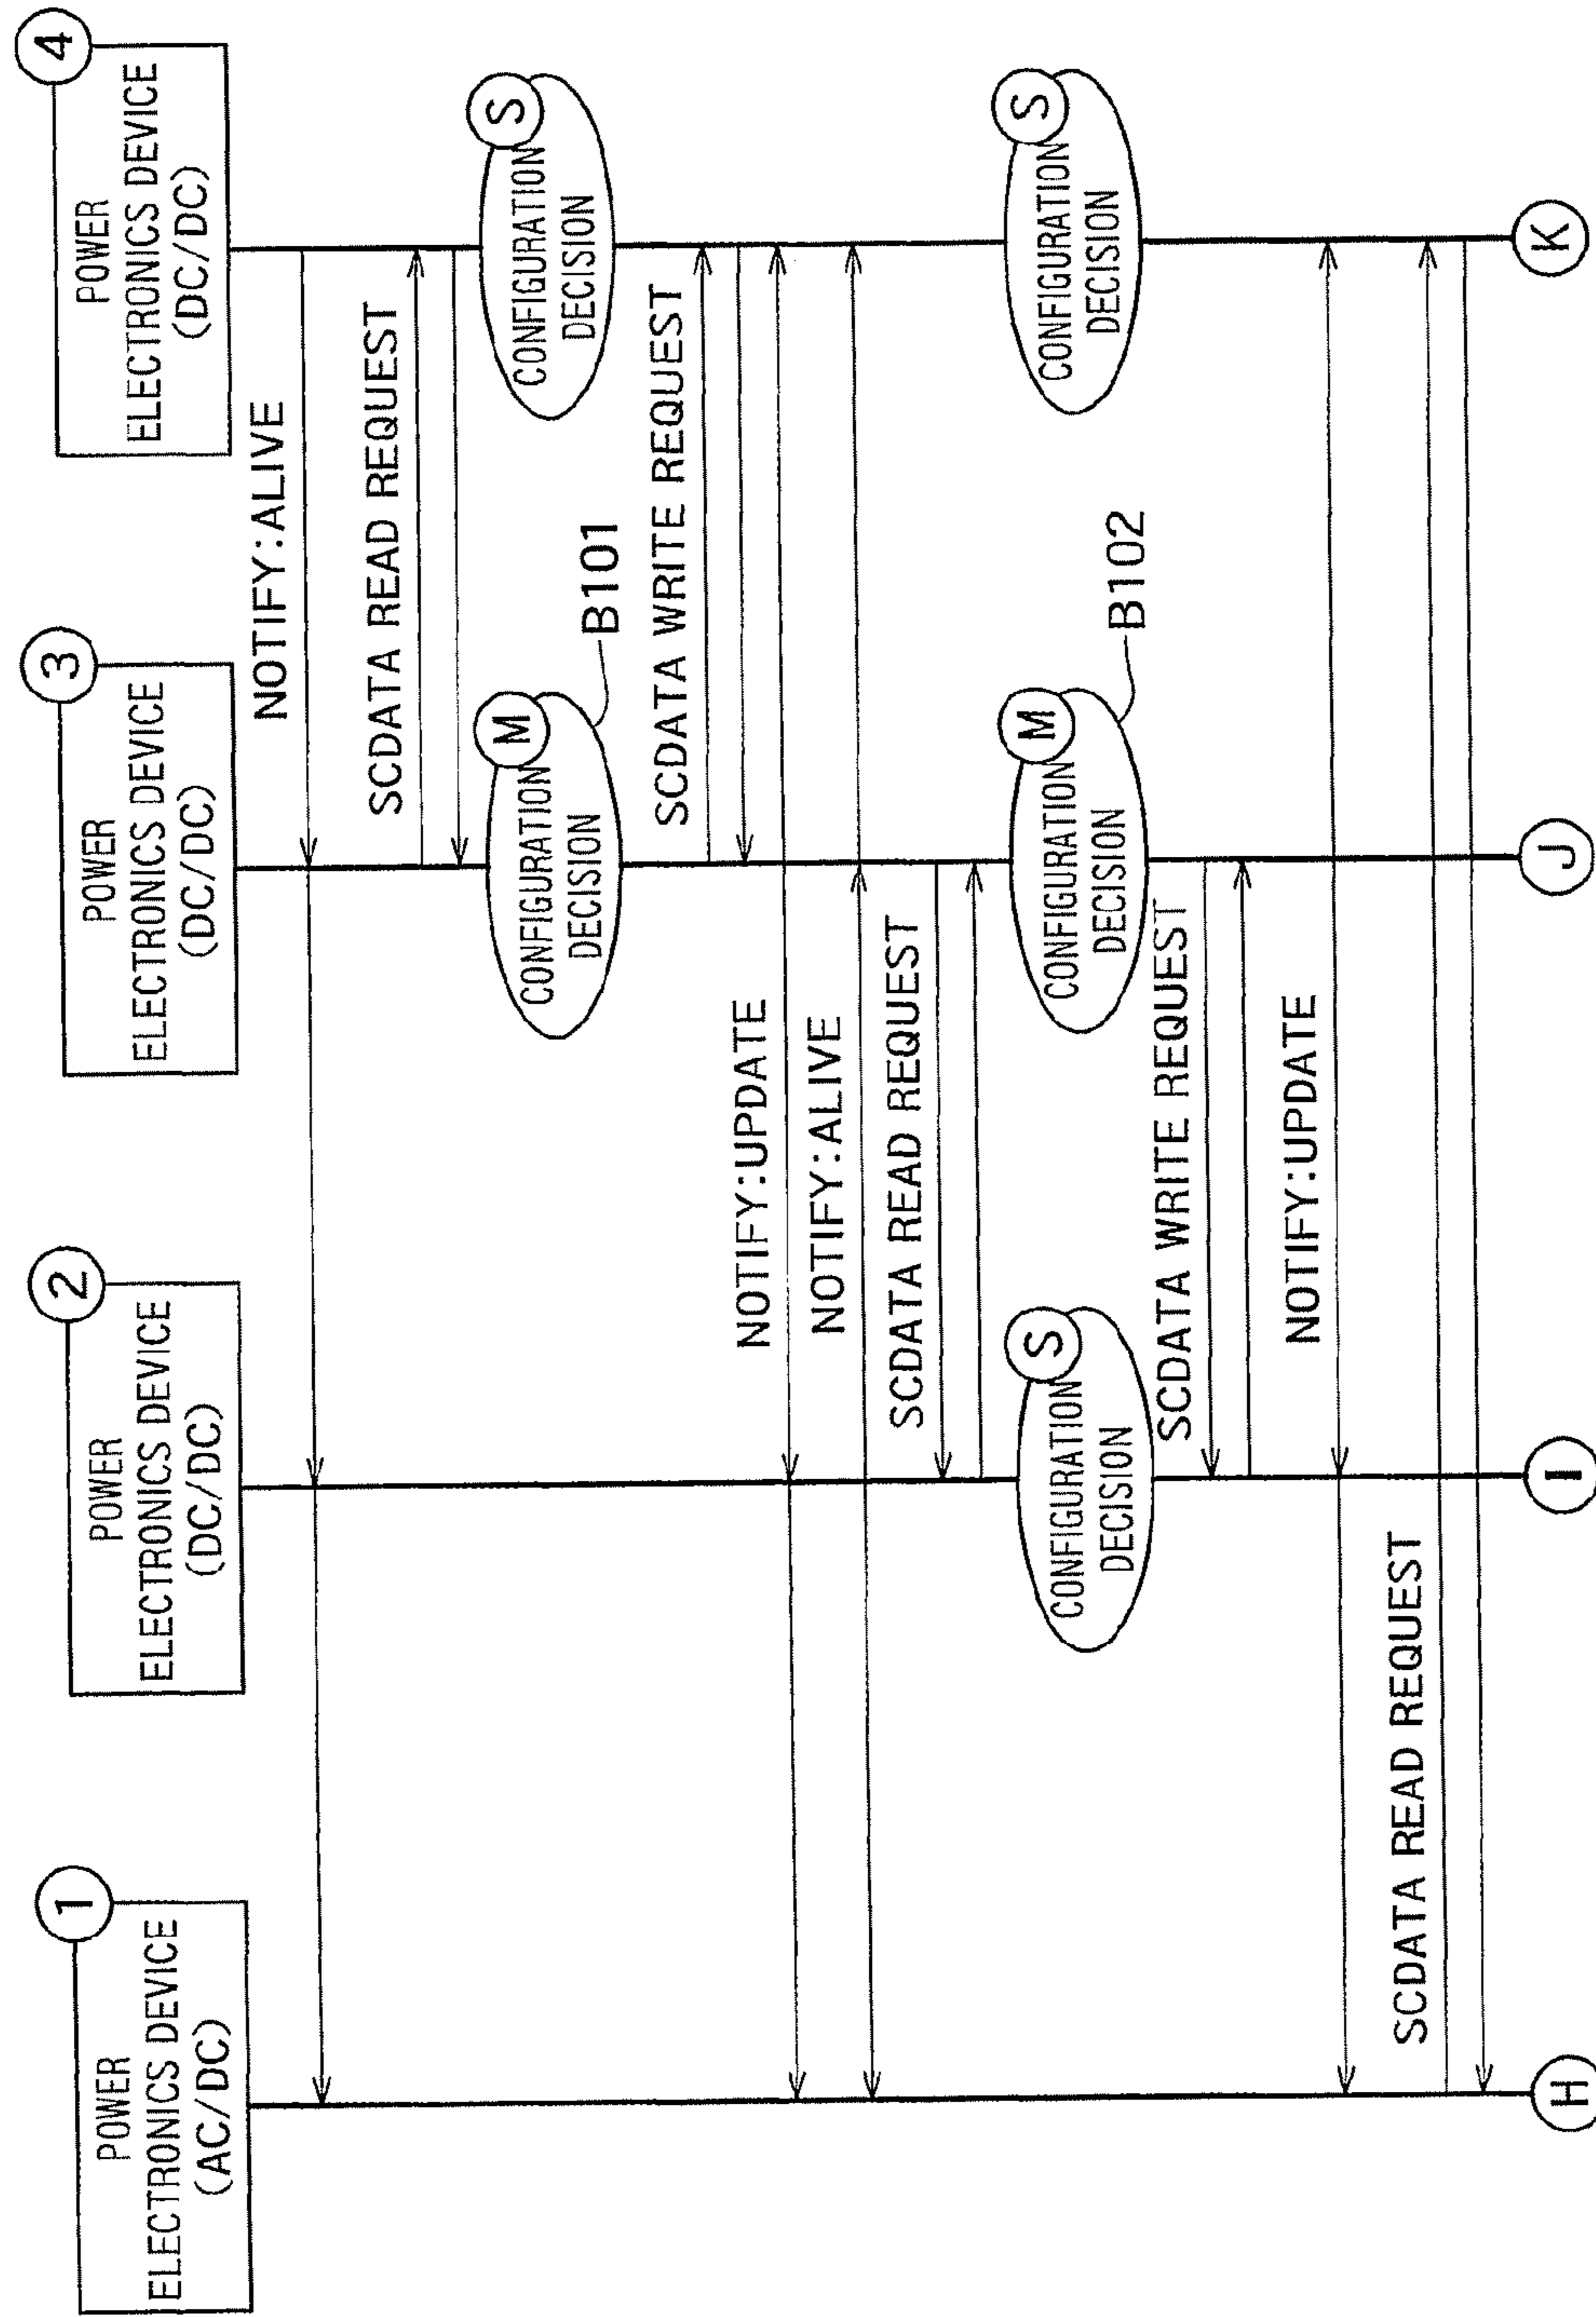 1
POWER
ELECTRONICS DEVICE
(AC/DC)
2
POWER
ELECTRONICS DEVICE
(DC/DC)
3
POWER
ELECTRONICS DEVICE
(DC/DC)
4
POWER
ELECTRONICS DEVICE
(DC/DC)
NOTIFY:ALIVE
SCDATA READ REQUEST
M
CONFIGURATION
DECISION
B101
S
CONFIGURATION
DECISION
SCDATA WRITE REQUEST
NOTIFY:UPDATE
NOTIFY:ALIVE
SCDATA READ REQUEST
S
CONFIGURATION
DECISION
M
CONFIGURATION
DECISION
B102
S
CONFIGURATION
DECISION
SCDATA WRITE REQUEST
NOTIFY:UPDATE
SCDATA READ REQUEST
H
I
J
K